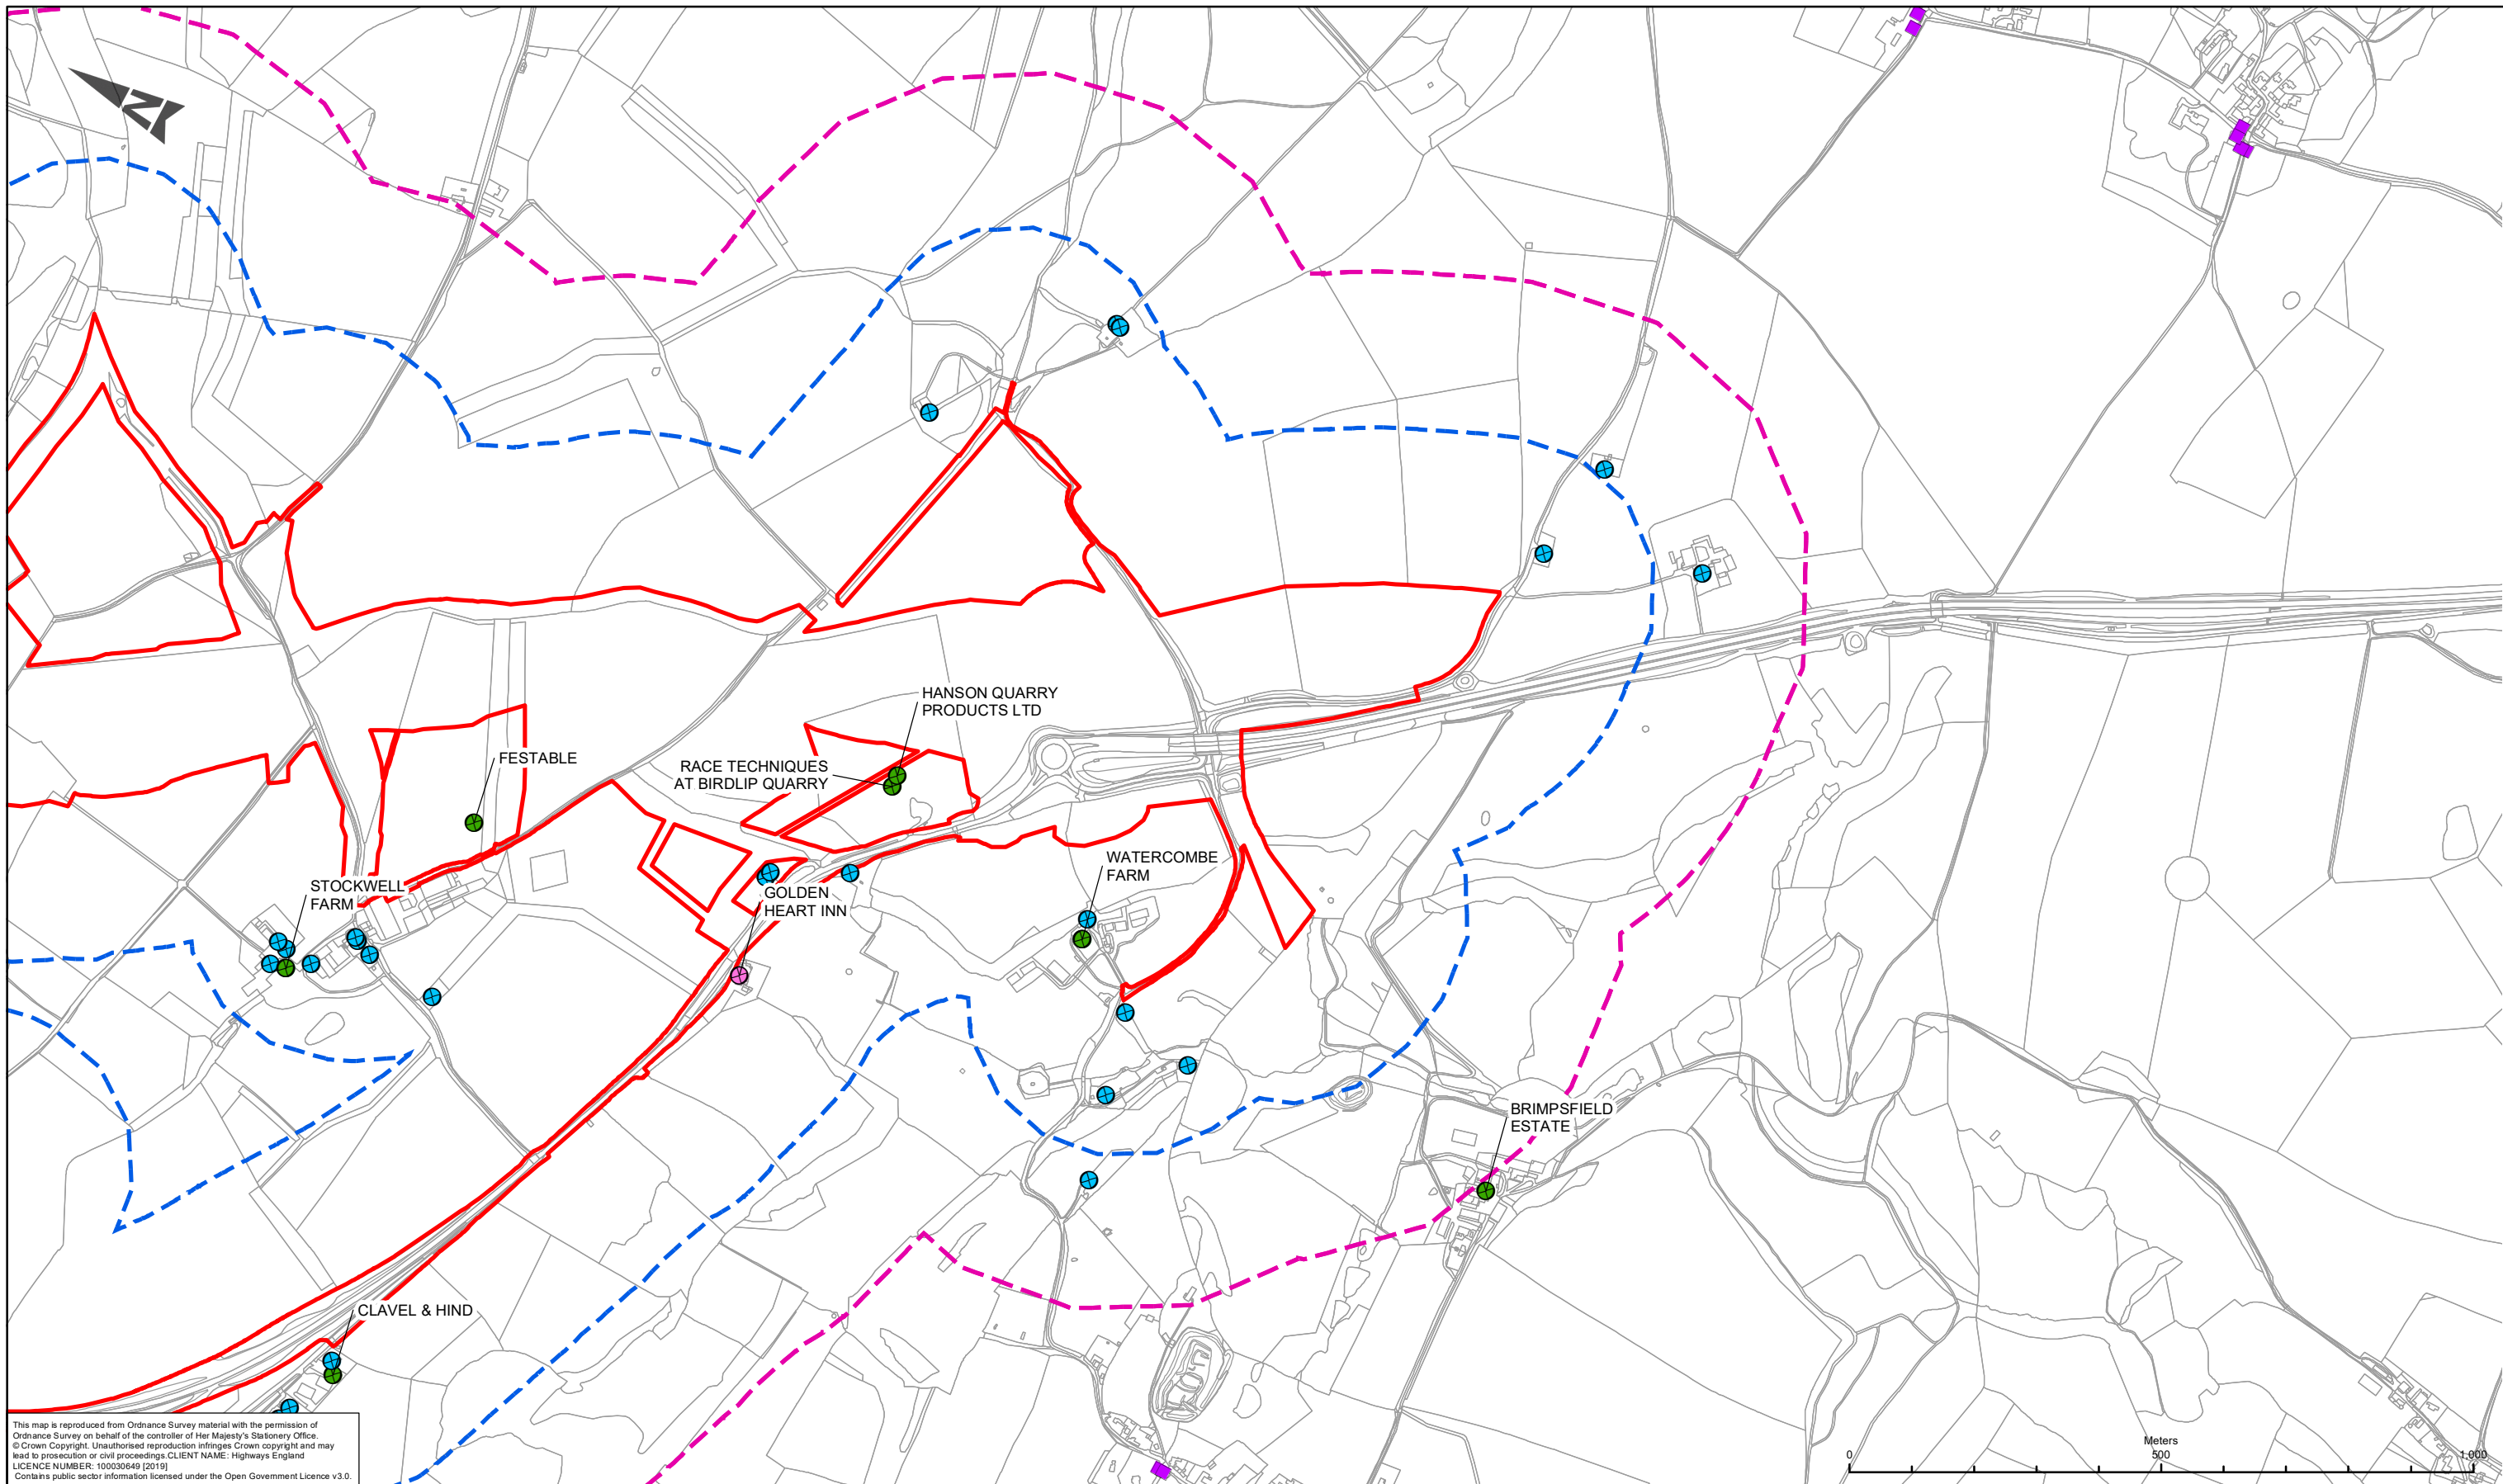 N
HANSON QUARRY
PRODUCTS LTD
FESTABLE
RACE TECHNIQUES
AT BIRDLIP QUARRY
WATERCOMBE
FARM
STOCKWELL
FARM
GOLDEN
HEART INN
BRIMPSFIELD
ESTATE
CLAVEL & HIND
This map is reproduced from Ordnance Survey material with the permission of
Ordnance Survey on behalf of the controller of Her Majesty's Stationery Office.
© Crown Copyright. Unauthorised reproduction infringes Crown copyright and may
lead to prosecution or civil proceedings.CLIENT NAME: Highways England
LICENCE NUMBER: 100030649 [2019]
Contains public sector information licensed under the Open Government Licence v3.0.
Meters
0 500 1,000